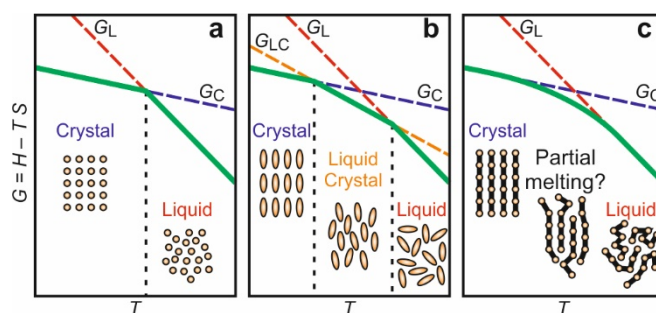 G = H – T S
a
G_L
G_C
Crystal
Liquid
T
b
G_L
G_LC
G_C
Crystal
Liquid
Crystal
Liquid
T
c
G_L
G_C
Crystal
Partial
melting?
Liquid
T